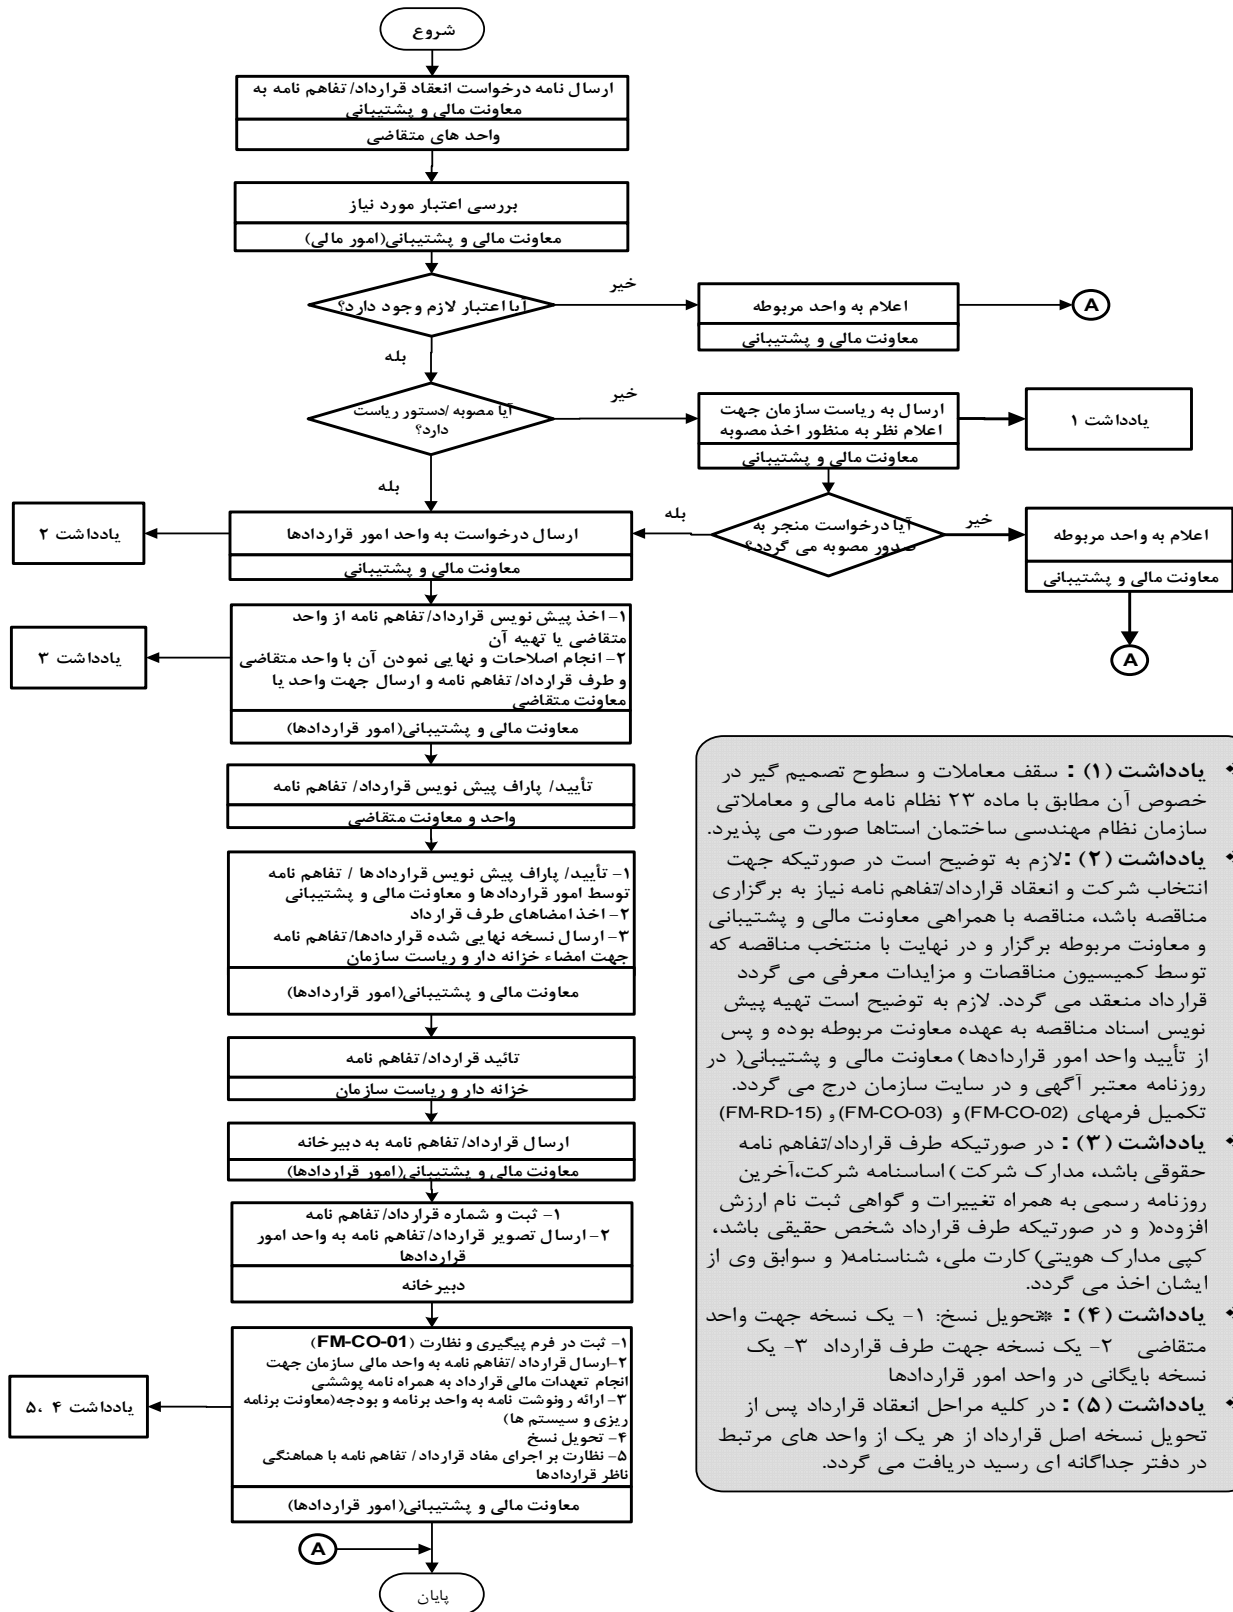 شروع
ارسال نامه درخواست انعقاد قرارداد/ تفاهم نامه به
معاونت مالی و پشتیبانی
واحد های متقاضی
بررسی اعتبار مورد نیاز
معاونت مالی و پشتیبانی(امور مالی)
آیا اعتبار لازم وجود دارد؟
خیر
اعلام به واحد مربوطه
معاونت مالی و پشتیبانی
A
بله
آیا مصوبه /دستور ریاست
دارد؟
خیر
ارسال به ریاست سازمان جهت
اعلام نظر به منظور اخذ مصوبه
معاونت مالی و پشتیبانی
یادداشت ۱
بله
آیا درخواست منجر به
صدور مصوبه می گردد؟
خیر
اعلام به واحد مربوطه
معاونت مالی و پشتیبانی
A
بله
ارسال درخواست به واحد امور قراردادها
معاونت مالی و پشتیبانی
یادداشت ۲
۱- اخذ پیش نویس قرارداد/ تفاهم نامه از واحد
متقاضی یا تهیه آن
۲- انجام اصلاحات و نهایی نمودن آن با واحد متقاضی
و طرف قرارداد/ تفاهم نامه و ارسال جهت واحد یا
معاونت متقاضی
معاونت مالی و پشتیبانی(امور قراردادها)
یادداشت ۳
تأیید/ پاراف پیش نویس قرارداد/ تفاهم نامه
واحد و معاونت متقاضی
۱- تأیید/ پاراف پیش نویس قراردادها / تفاهم نامه
توسط امور قراردادها و معاونت مالی و پشتیبانی
۲- اخذ امضاهای طرف قرارداد
۳- ارسال نسخه نهایی شده قراردادها/ تفاهم نامه
جهت امضاء خزانه دار و ریاست سازمان
معاونت مالی و پشتیبانی(امور قراردادها)
تائید قرارداد/ تفاهم نامه
خزانه دار و ریاست سازمان
ارسال قرارداد/ تفاهم نامه به دبیرخانه
معاونت مالی و پشتیبانی(امور قراردادها)
۱- ثبت و شماره قرارداد/ تفاهم نامه
۲- ارسال تصویر قرارداد/ تفاهم نامه به واحد امور
قراردادها
دبیرخانه
۱- ثبت در فرم پیگیری و نظارت (FM-CO-01)
۲-ارسال قرارداد /تفاهم نامه به واحد مالی سازمان جهت
انجام تعهدات مالی قرارداد به همراه نامه پوششی
۳- ارائه رونوشت نامه به واحد برنامه و بودجه(معاونت برنامه
ریزی و سیستم ها)
۴- تحویل نسخ
۵- نظارت بر اجرای مفاد قرارداد / تفاهم نامه با هماهنگی
ناظر قراردادها
معاونت مالی و پشتیبانی(امور قراردادها)
یادداشت ۴ ،۵
A
پایان
یادداشت (۱) : سقف معاملات و سطوح تصمیم گیر در
خصوص آن مطابق با ماده ۲۳ نظام نامه مالی و معاملاتی
سازمان نظام مهندسی ساختمان استاها صورت می پذیرد.
یادداشت (۲) :لازم به توضیح است در صورتیکه جهت
انتخاب شرکت و انعقاد قرارداد/تفاهم نامه نیاز به برگزاری
مناقصه باشد، مناقصه با همراهی معاونت مالی و پشتیبانی
و معاونت مربوطه برگزار و در نهایت با منتخب مناقصه که
توسط کمیسیون مناقصات و مزایدات معرفی می گردد
قرارداد منعقد می گردد. لازم به توضیح است تهیه پیش
نویس اسناد مناقصه به عهده معاونت مربوطه بوده و پس
از تأیید واحد امور قراردادها )معاونت مالی و پشتیبانی( در
روزنامه معتبر آگهی و در سایت سازمان درج می گردد.
تکمیل فرمهای (FM-CO-02) و (FM-CO-03) و (FM-RD-15)
یادداشت (۳) : در صورتیکه طرف قرارداد/تفاهم نامه
حقوقی باشد، مدارک شرکت )اساسنامه شرکت،آخرین
روزنامه رسمی به همراه تغییرات و گواهی ثبت نام ارزش
افزوده( و در صورتیکه طرف قرارداد شخص حقیقی باشد،
کپی مدارک هویتی) کارت ملی، شناسنامه( و سوابق وی از
ایشان اخذ می گردد.
یادداشت (۴) : *تحویل نسخ: ۱- یک نسخه جهت واحد
متقاضی ۲- یک نسخه جهت طرف قرارداد ۳- یک
نسخه بایگانی در واحد امور قراردادها
یادداشت (۵) : در کلیه مراحل انعقاد قرارداد پس از
تحویل نسخه اصل قرارداد از هر یک از واحد های مرتبط
در دفتر جداگانه ای رسید دریافت می گردد.